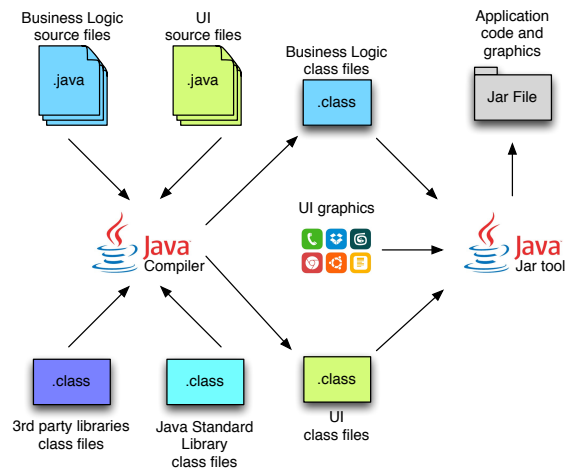 Business Logic
source files
.java
UI
source files
.java
Business Logic
class files
.class
Application
code and
graphics
Jar File
Java
Compiler
UI graphics
Java
Jar tool
.class
3rd party libraries
class files
.class
Java Standard
Library
class files
.class
UI
class files